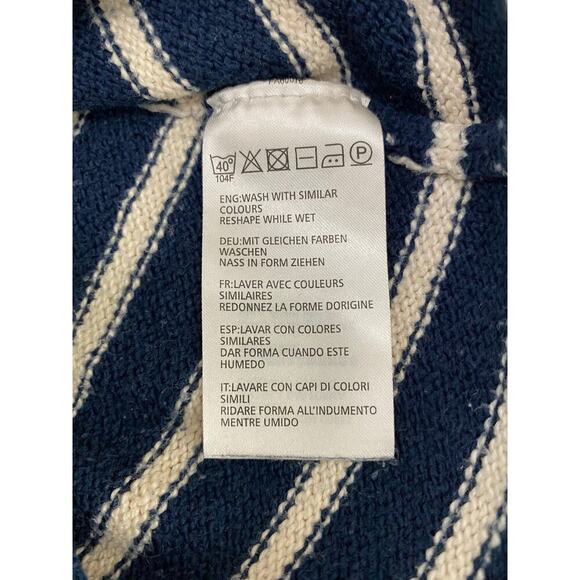 40°
104F
P
ENG:WASH WITH SIMILAR
COLOURS
RESHAPE WHILE WET
DEU:MIT GLEICHEN FARBEN
WASCHEN
NASS IN FORM ZIEHEN
FR:LAVER AVEC COULEURS
SIMILAIRES
REDONNEZ LA FORME DORIGINE
ESP:LAVAR CON COLORES
SIMILARES
DAR FORMA CUANDO ESTE
HUMEDO
IT:LAVARE CON CAPI DI COLORI
SIMILI
RIDARE FORMA ALL'INDUMENTO
MENTRE UMIDO